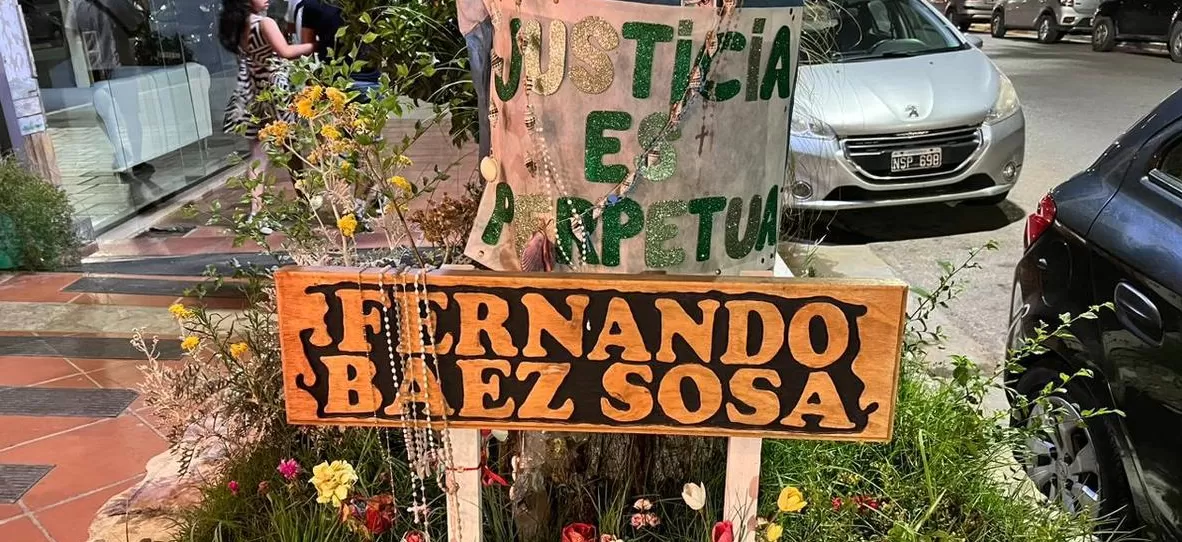 JUSTICIA
ES
PERPETUA
FERNANDO
BAEZ SOSA
NSP 698